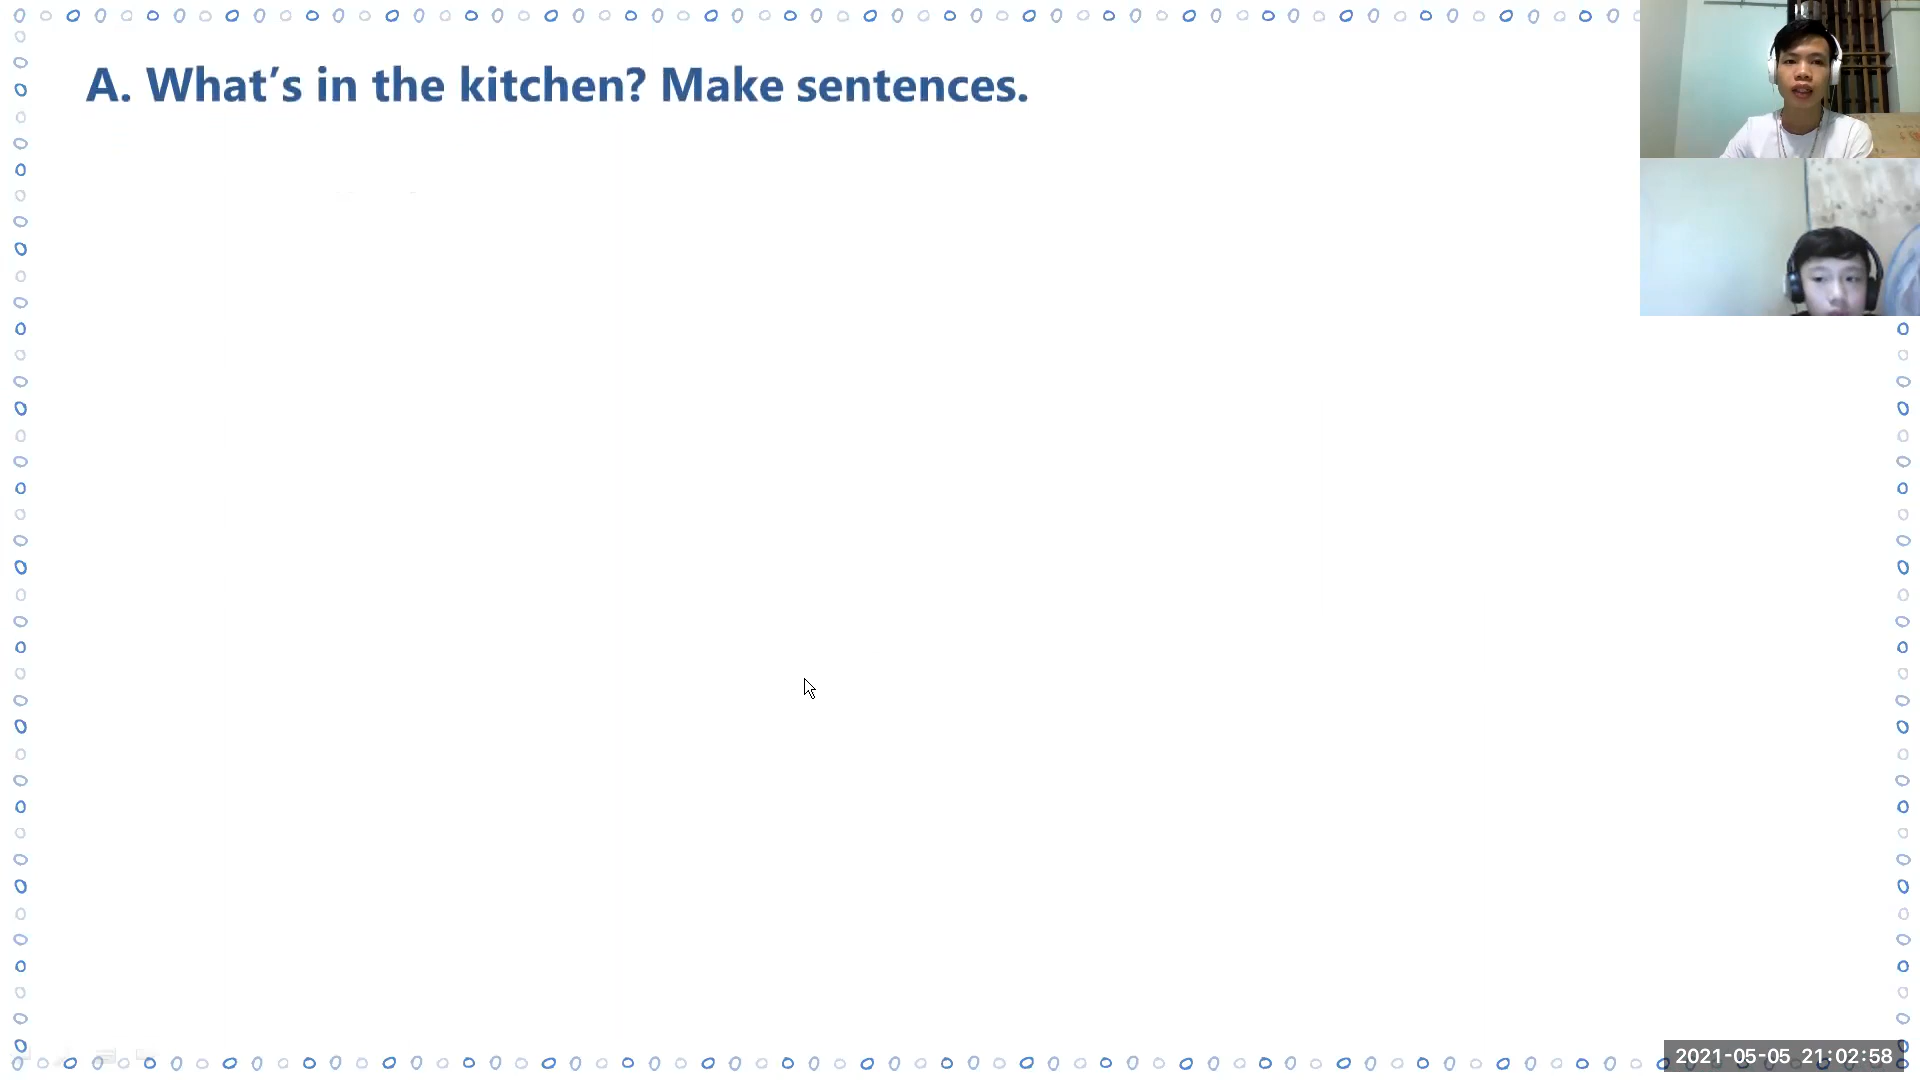 A. What’s in the kitchen? Make sentences.
2021-05-05 21:02:58